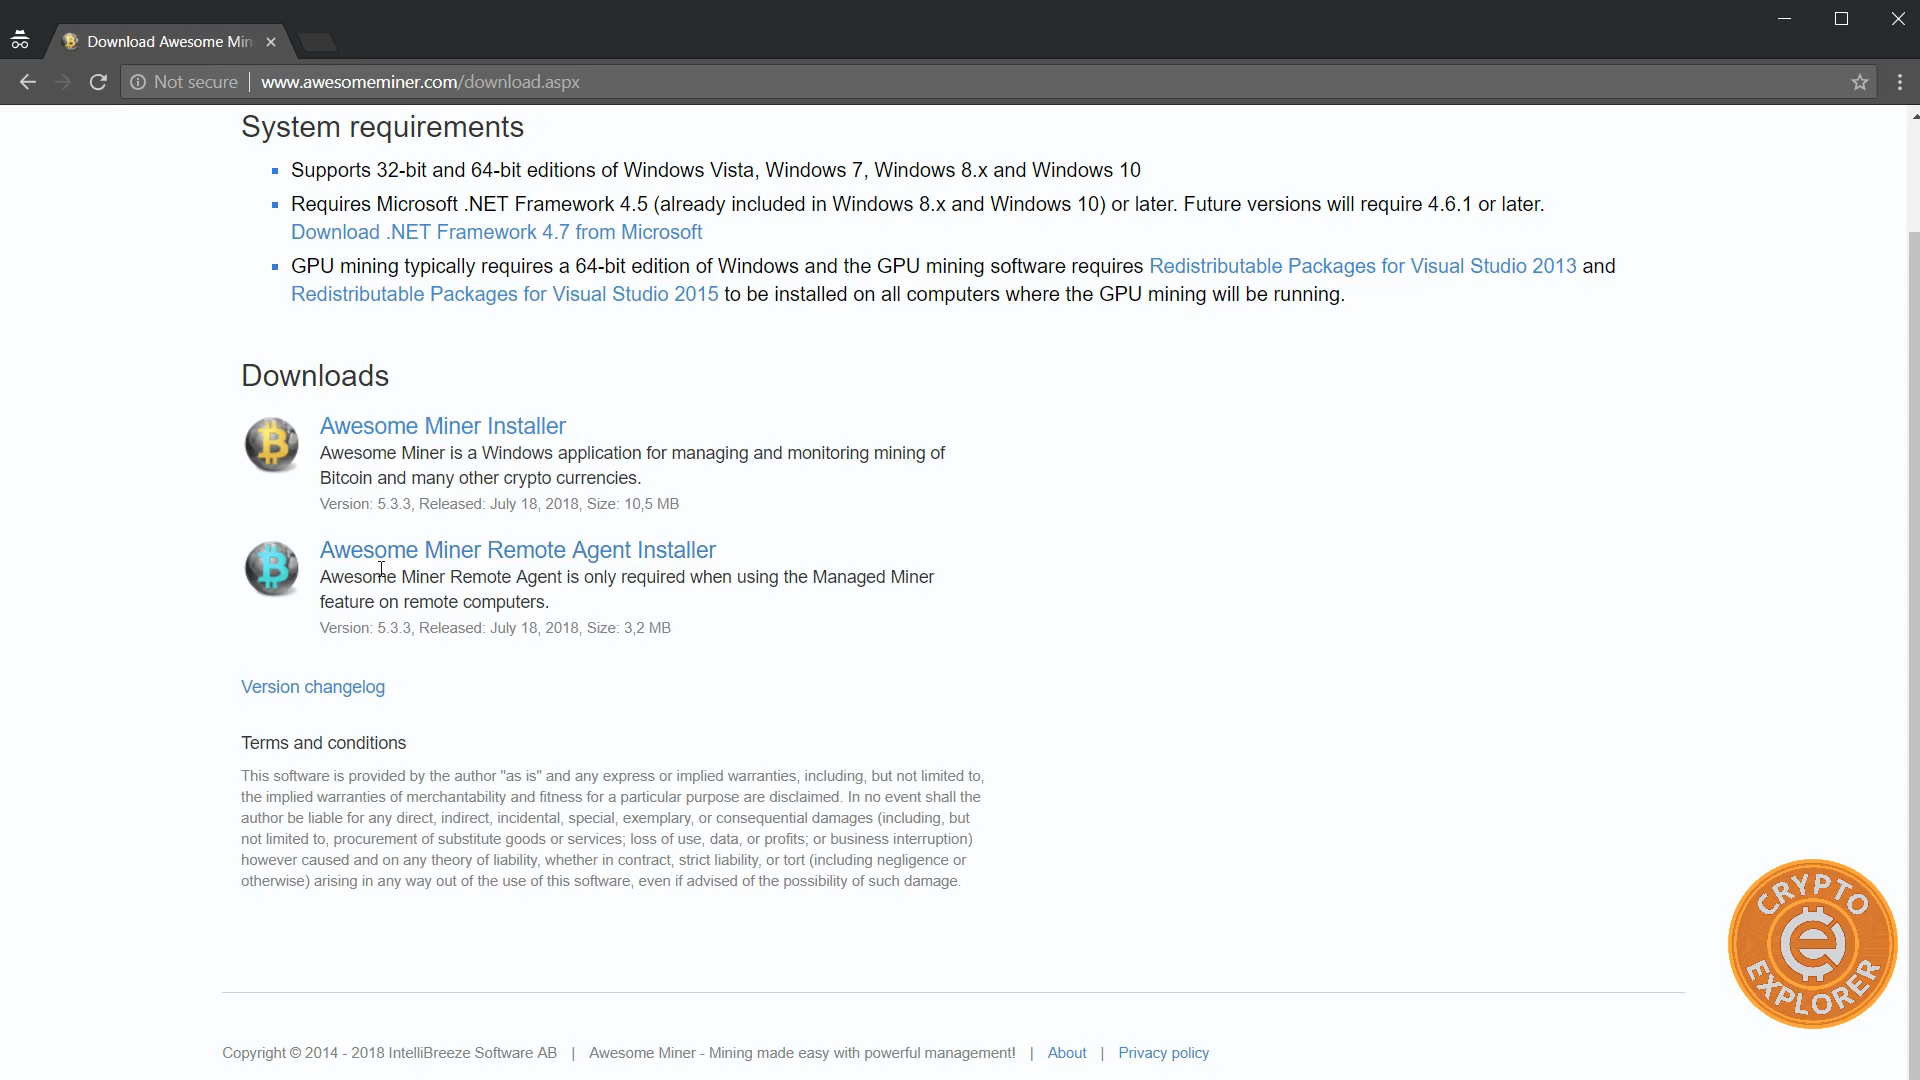 Download Awesome Min
Not secure
www.awesomeminer.com/download.aspx
System requirements
Supports 32-bit and 64-bit editions of Windows Vista, Windows 7, Windows 8.x and Windows 10
Requires Microsoft .NET Framework 4.5 (already included in Windows 8.x and Windows 10) or later. Future versions will require 4.6.1 or later.
Download .NET Framework 4.7 from Microsoft
GPU mining typically requires a 64-bit edition of Windows and the GPU mining software requires Redistributable Packages for Visual Studio 2013 and
Redistributable Packages for Visual Studio 2015 to be installed on all computers where the GPU mining will be running.
Downloads
Awesome Miner Installer
Awesome Miner is a Windows application for managing and monitoring mining of
Bitcoin and many other crypto currencies.
Version: 5.3.3, Released: July 18, 2018, Size: 10,5 MB
Awesome Miner Remote Agent Installer
Awesome Miner Remote Agent is only required when using the Managed Miner
feature on remote computers.
Version: 5.3.3, Released: July 18, 2018, Size: 3,2 MB
Version changelog
Terms and conditions
This software is provided by the author "as is" and any express or implied warranties, including, but not limited to,
the implied warranties of merchantability and fitness for a particular purpose are disclaimed. In no event shall the
author be liable for any direct, indirect, incidental, special, exemplary, or consequential damages (including, but
not limited to, procurement of substitute goods or services; loss of use, data, or profits; or business interruption)
however caused and on any theory of liability, whether in contract, strict liability, or tort (including negligence or
otherwise) arising in any way out of the use of this software, even if advised of the possibility of such damage.
CRYPTO
EXPLORER
Copyright © 2014 - 2018 IntelliBreeze Software AB | Awesome Miner - Mining made easy with powerful management! | About | Privacy policy